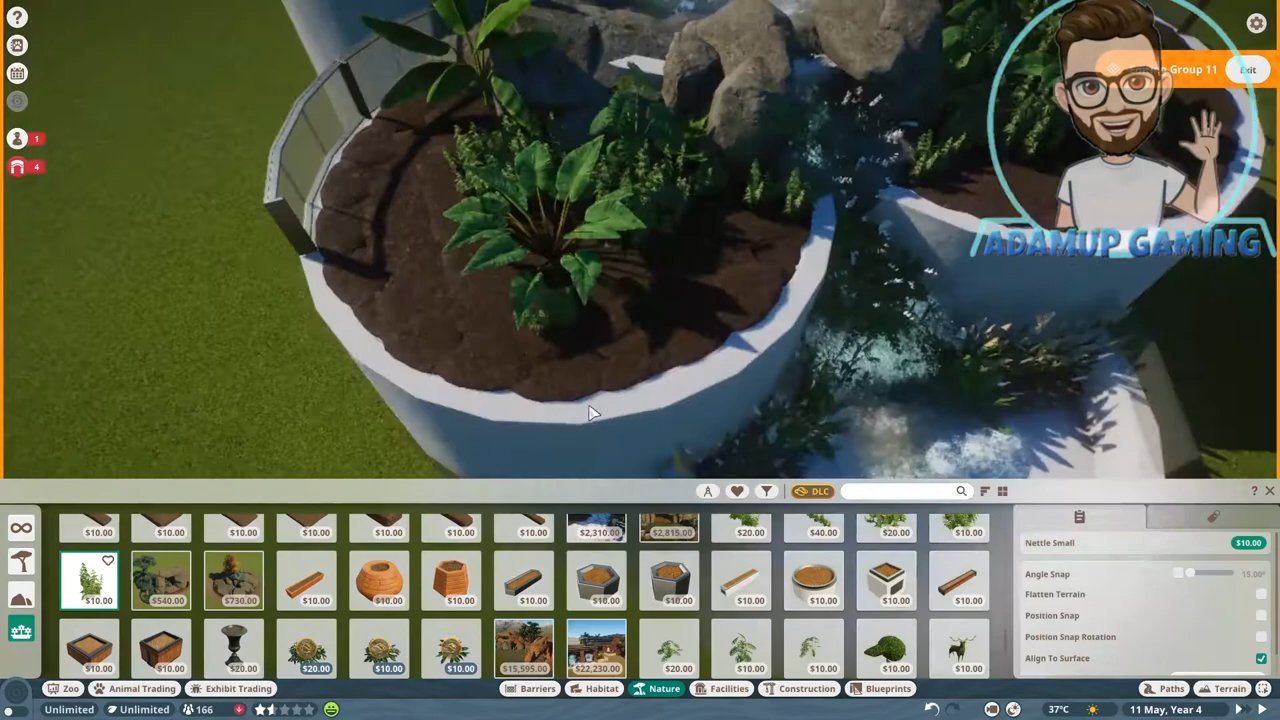 Group 11
Exit
1
4
ADAMUP GAMING
DLC
$10.00 $10.00 $10.00 $10.00 $10.00 $10.00 $10.00 $2,310.00 $2,815.00 $20.00 $40.00 $20.00 $10.00
$10.00 $540.00 $730.00 $10.00 $10.00 $10.00 $10.00 $10.00 $10.00 $10.00 $10.00 $10.00 $10.00
$10.00 $10.00 $20.00 $20.00 $10.00 $10.00 $15,595.00 $22,230.00 $20.00 $10.00 $10.00 $10.00 $10.00
Nettle Small $10.00
Angle Snap 15.00°
Flatten Terrain
Position Snap
Position Snap Rotation
Align To Surface
Zoo Animal Trading Exhibit Trading Barriers Habitat Nature Facilities Construction Blueprints Paths Terrain
Unlimited Unlimited 166 37°C 11 May, Year 4